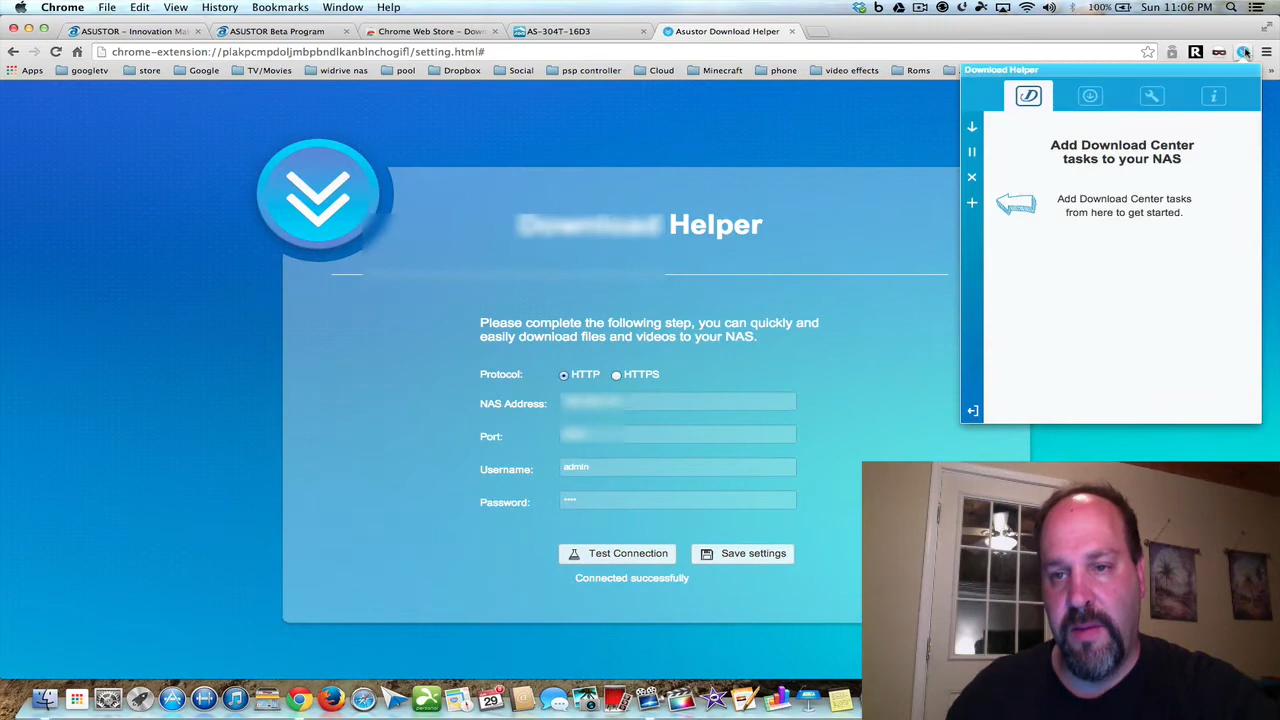 Chrome File Edit View History Bookmarks Window Help 100% Sun 11:06 PM
ASUSTOR – Innovation Ma ASUSTOR Beta Program Chrome Web Store – Down AS-304T-16D3 Asustor Download Helper
chrome-extension://plakpcmpdoljmbpbndlkanblnchogifl/setting.html#
Apps googletv store Google TV/Movies widrive nas pool Dropbox Social psp controller Cloud Minecraft photon video effects Roms
Download Helper
Add Download Center
tasks to your NAS
Add Download Center tasks
from here to get started.
Helper
Please complete the following step, you can quickly and
easily download files and videos to your NAS.
Protocol: HTTP HTTPS
NAS Address:
Port:
Username: admin
Password: ••••
Test Connection Save settings
Connected successfully
29